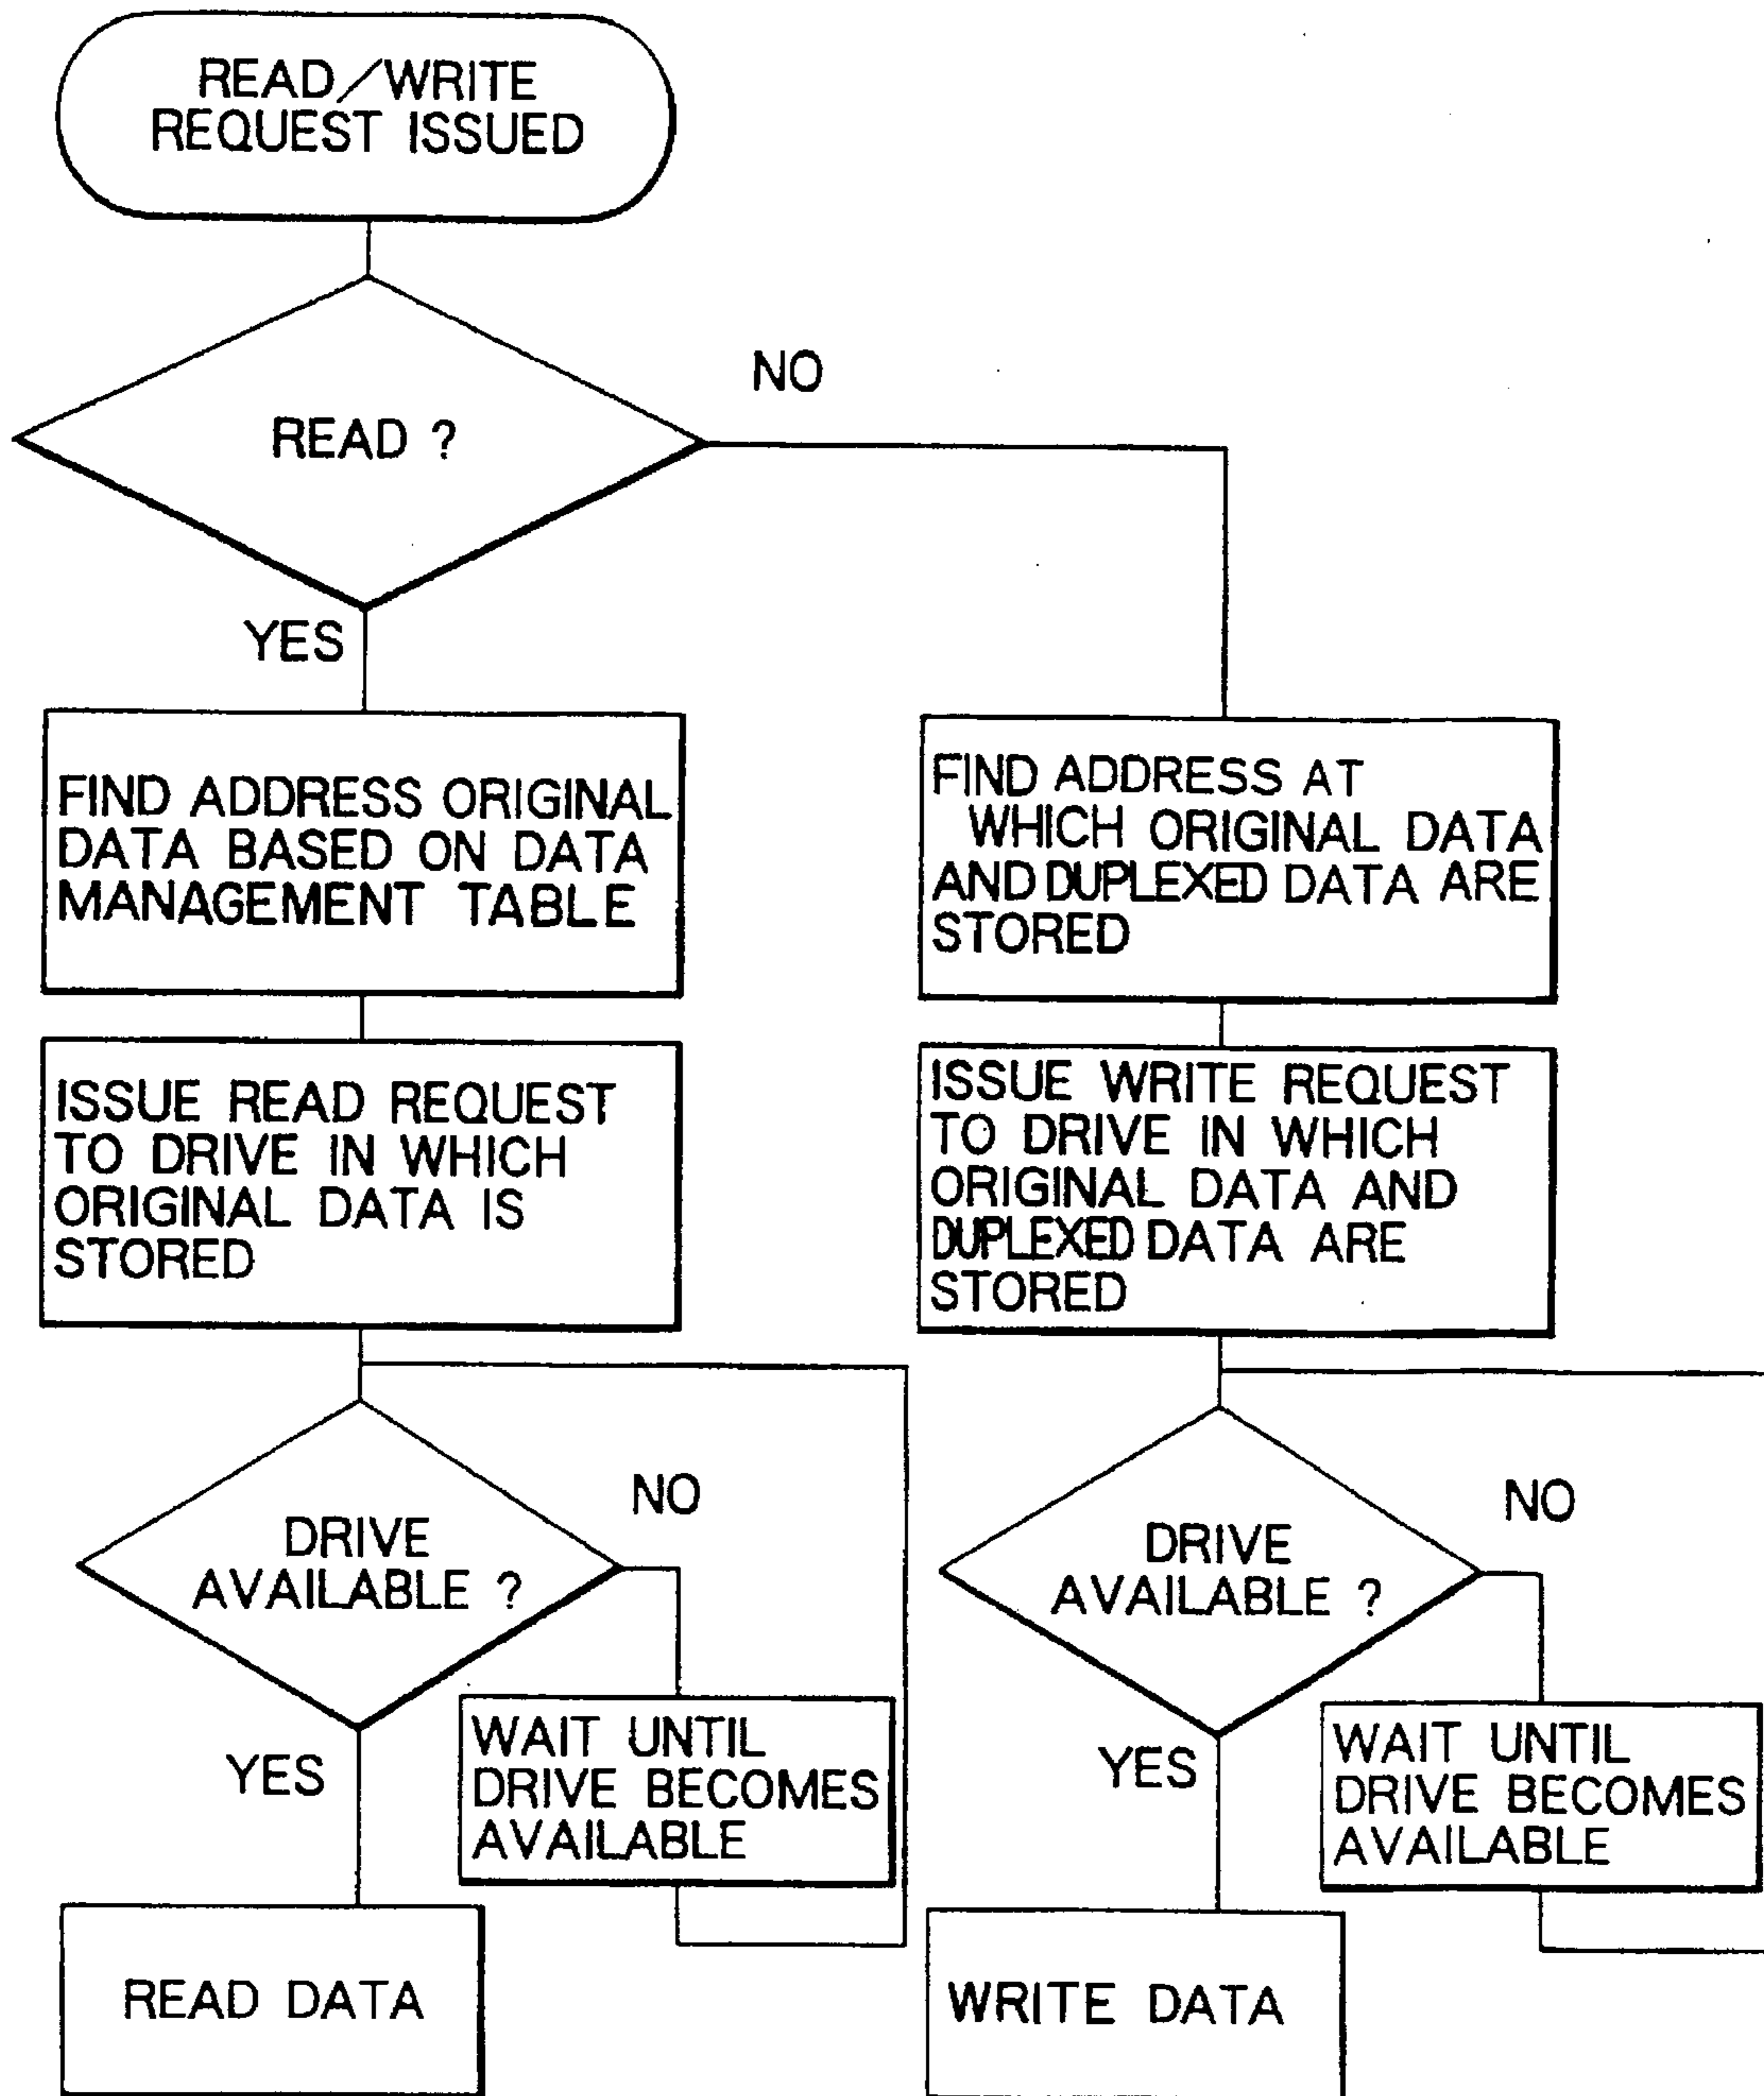 READ/WRITE
REQUEST ISSUED
READ ?
NO
YES
FIND ADDRESS ORIGINAL
DATA BASED ON DATA
MANAGEMENT TABLE
FIND ADDRESS AT
WHICH ORIGINAL DATA
AND DUPLEXED DATA ARE
STORED
ISSUE READ REQUEST
TO DRIVE IN WHICH
ORIGINAL DATA IS
STORED
ISSUE WRITE REQUEST
TO DRIVE IN WHICH
ORIGINAL DATA AND
DUPLEXED DATA ARE
STORED
DRIVE
AVAILABLE ?
NO
YES
WAIT UNTIL
DRIVE BECOMES
AVAILABLE
READ DATA
DRIVE
AVAILABLE ?
NO
YES
WAIT UNTIL
DRIVE BECOMES
AVAILABLE
WRITE DATA